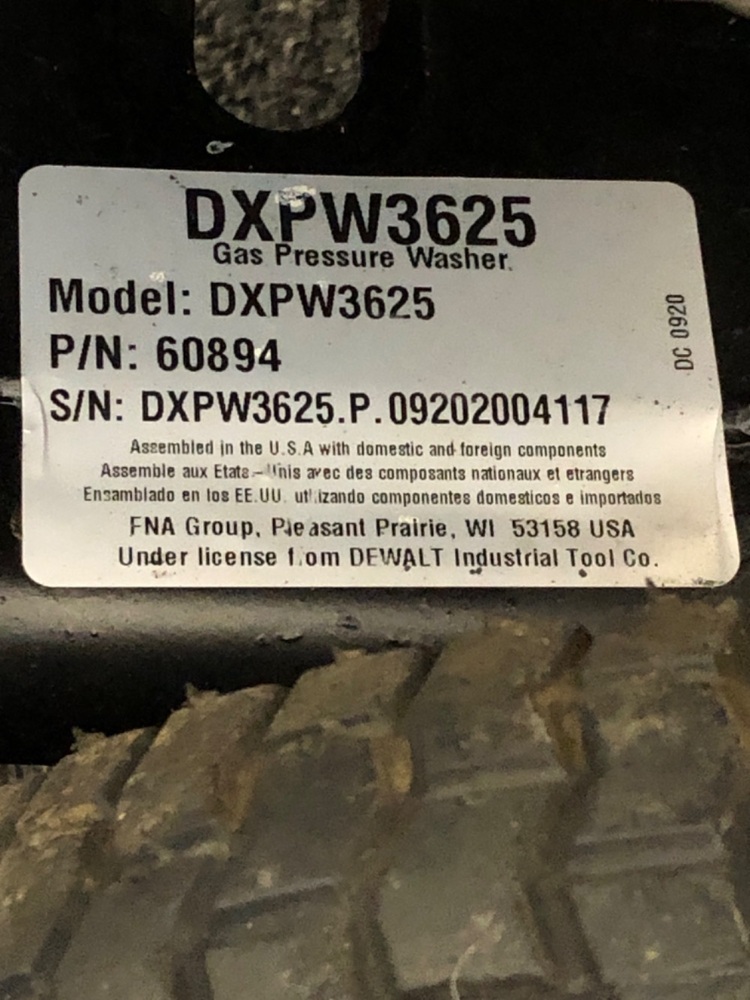 DXPW3625
Gas Pressure Washer
Model: DXPW3625
P/N: 60894
S/N: DXPW3625.P.09202004117
DC 0920
Assembled in the U.S.A with domestic and foreign components
Assemble aux Etats-Unis avec des composants nationaux et etrangers
Ensamblado en los EE.UU. utilizando componentes domesticos e importados
FNA Group, Pleasant Prairie, WI 53158 USA
Under license from DEWALT Industrial Tool Co.